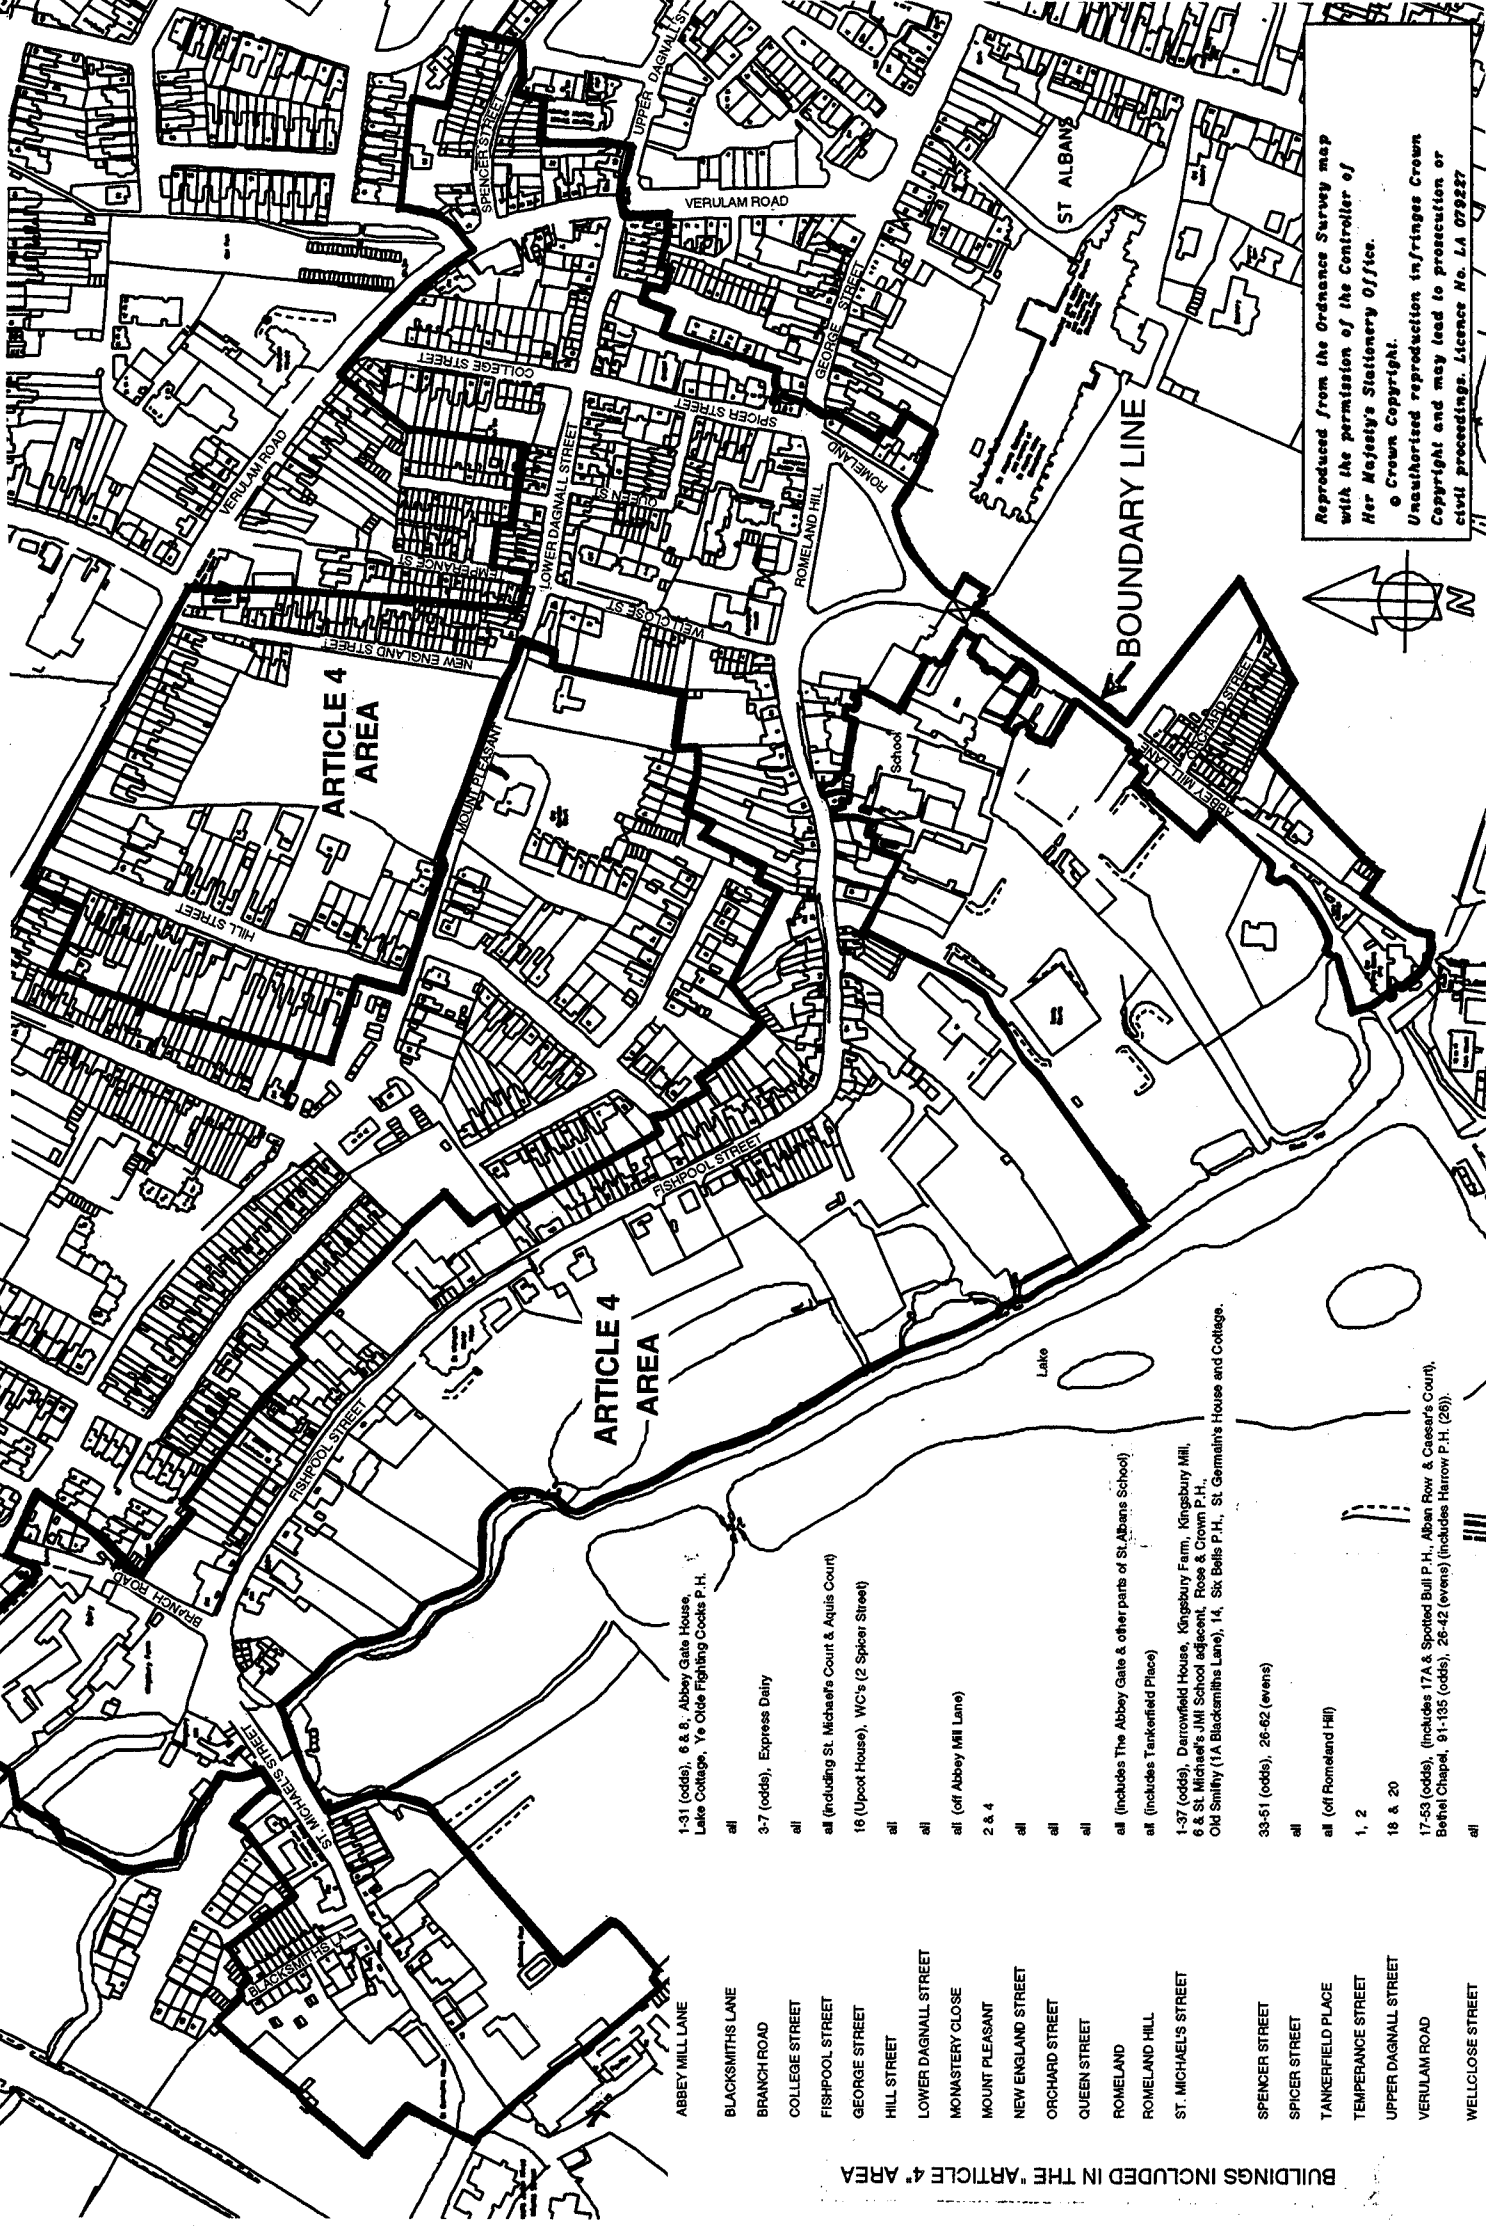 BUILDINGS INCLUDED IN THE "ARTICLE 4" AREA
ABBEY MILL LANE
1-31 (odds), 6 & 8, Abbey Gate House,
Lake Cottage, Ye Olde Fighting Cocks P.H.
BLACKSMITHS LANE
all
BRANCH ROAD
3-7 (odds), Express Dairy
COLLEGE STREET
all
FISHPOOL STREET
all (including St. Michael's Court & Aquis Court)
GEORGE STREET
16 (Upcot House), WC's (2 Spicer Street)
HILL STREET
all
LOWER DAGNALL STREET
all
MONASTERY CLOSE
all (off Abbey Mill Lane)
MOUNT PLEASANT
2 & 4
NEW ENGLAND STREET
all
ORCHARD STREET
all
QUEEN STREET
all
ROMELAND
all (includes The Abbey Gate & other parts of St. Albans School)
ROMELAND HILL
all (includes Tankerfield Place)
ST. MICHAEL'S STREET
1-37 (odds), Darrowfield House, Kingsbury Farm, Kingsbury Mill,
6 & St. Michael's JMI School adjacent, Rose & Crown P.H.,
Old Smithy (1A Blacksmiths Lane), 14, Six Bells P.H., St. Germain's House and Cottage.
SPENCER STREET
33-51 (odds), 26-62 (evens)
SPICER STREET
all
TANKERFIELD PLACE
all (off Romeland Hill)
TEMPERANCE STREET
1, 2
UPPER DAGNALL STREET
18 & 20
VERULAM ROAD
17-53 (odds), (includes 17A & Spotted Bull P.H., Alban Row & Caesar's Court),
Bethel Chapel, 91-135 (odds), 26-42 (evens) (includes Harrow P.H. (26)).
WELLCLOSE STREET
all
BRANCH ROAD
ST MICHAEL'S STREET
BLACKSMITHS LA
FISHPOOL STREET
FISHPOOL STREET
ARTICLE 4
AREA
Lake
HILL STREET
MOUNT PLEASANT
ARTICLE 4
AREA
NEW ENGLAND STREET
TEMPERANCE ST
VERULAM ROAD
LOWER DAGNALL STREET
WELLCLOSE ST
QUEEN ST
COLLEGE STREET
SPICER STREET
ROMELAND HILL
ROMELAND
GEORGE STREET
SPENCER STREET
UPPER DAGNALL ST
VERULAM ROAD
ST ALBANS
School
ABBEY MILL LANE
ORCHARD STREET
BOUNDARY LINE
N
Reproduced from the Ordnance Survey map
with the permission of the Controller of
Her Majesty's Stationery Office.
© Crown Copyright.
Unauthorised reproduction infringes Crown
Copyright and may lead to prosecution or
civil proceedings. Licence No. LA 079227